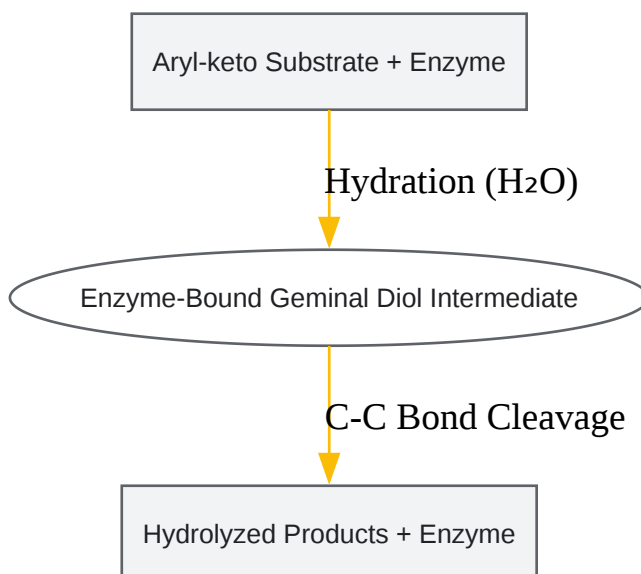 Aryl-keto Substrate + Enzyme
Hydration (H₂O)
Enzyme-Bound Geminal Diol Intermediate
C-C Bond Cleavage
Hydrolyzed Products + Enzyme